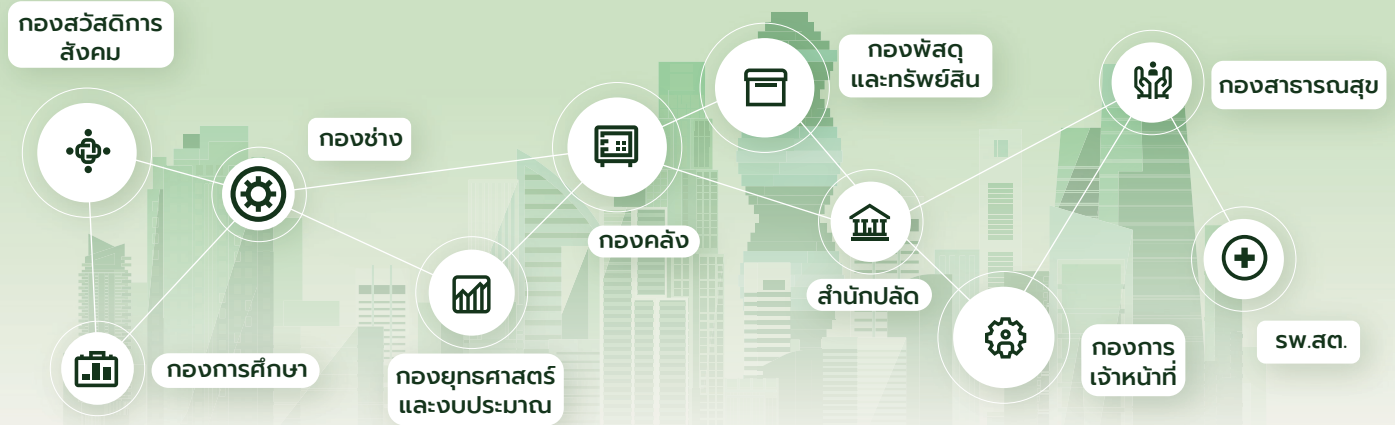 กองสวัสดิการ
สังคม
กองช่าง
กองพัสดุ
และทรัพย์สิน
กองสาธารณสุข
กองคลัง
สำนักปลัด
รพ.สต.
กองการ
เจ้าหน้าที่
กองการศึกษา
กองยุทธศาสตร์
และงบประมาณ